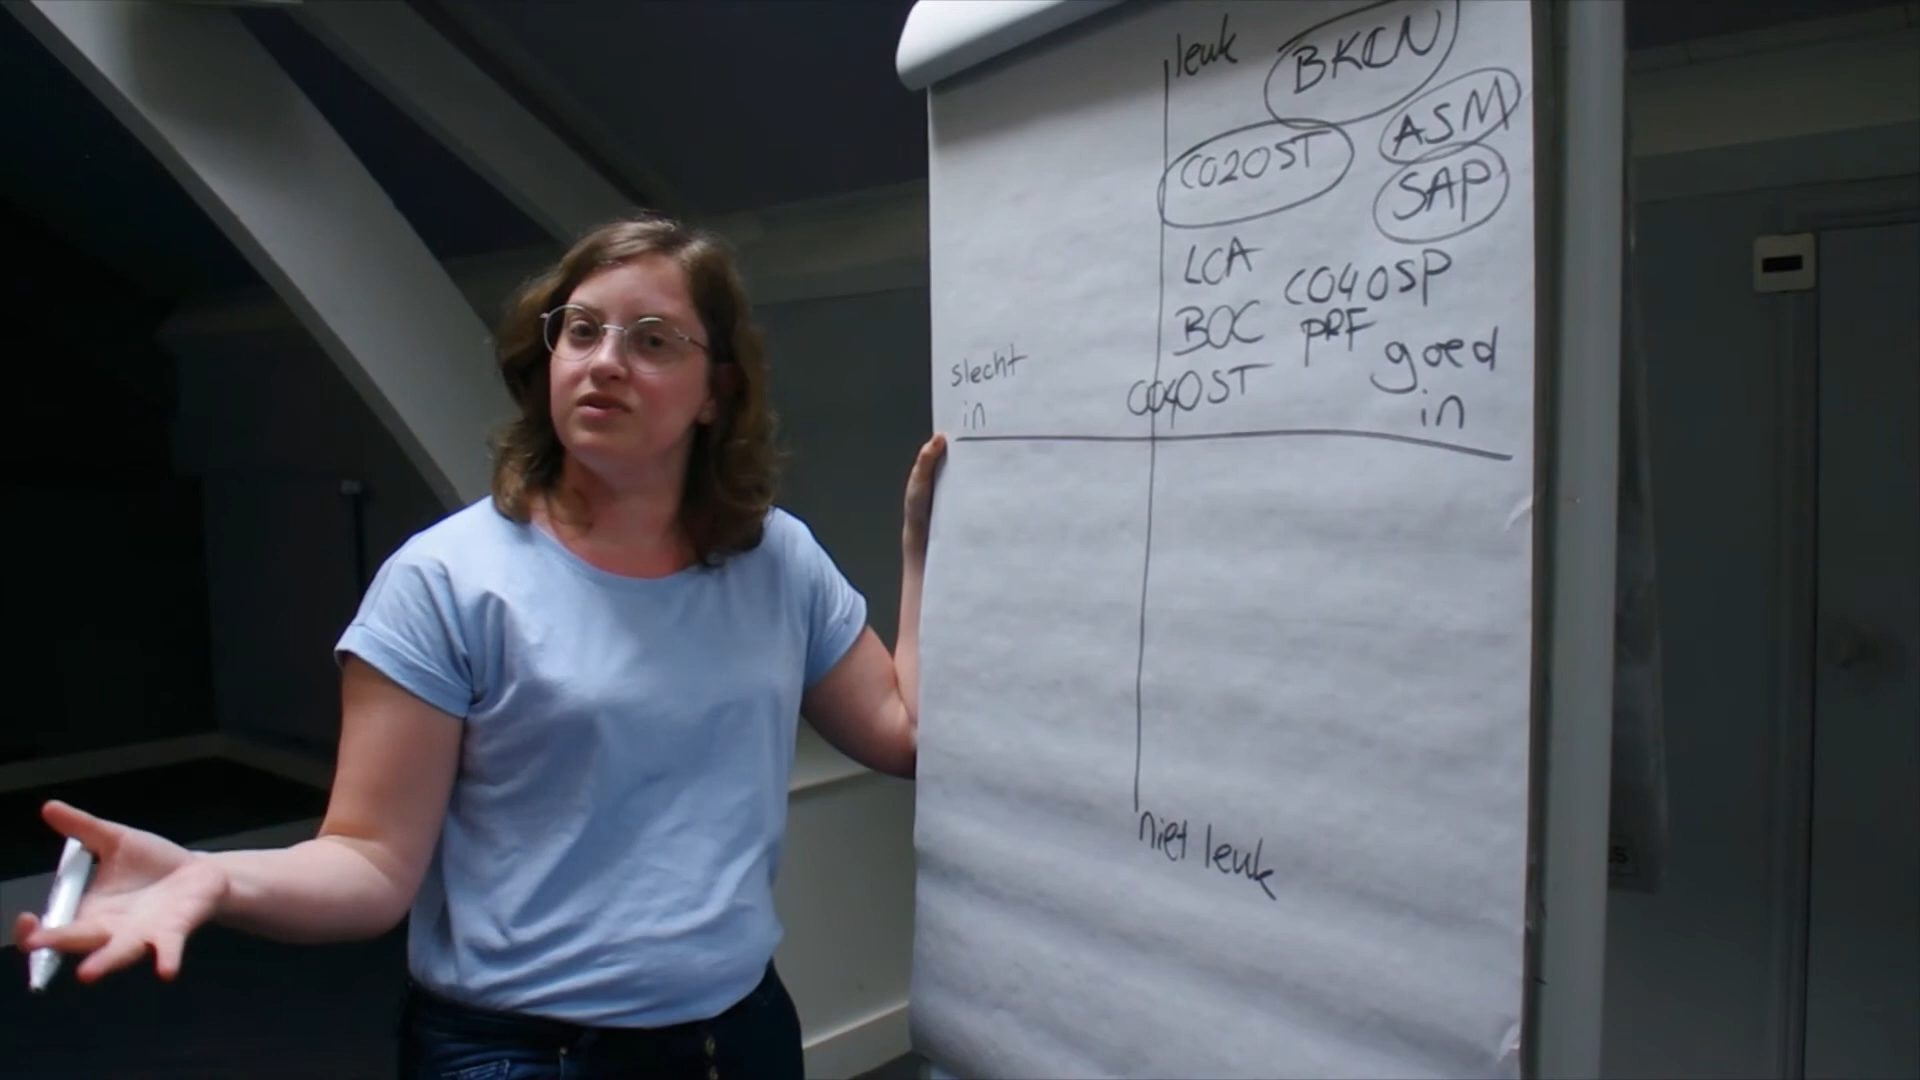 leuk
BKCN
ASM
CO2OST
SAP
LCA
CO4OSP
BOC
PRF
slecht
in
goed
in
CO4OST
niet leuk